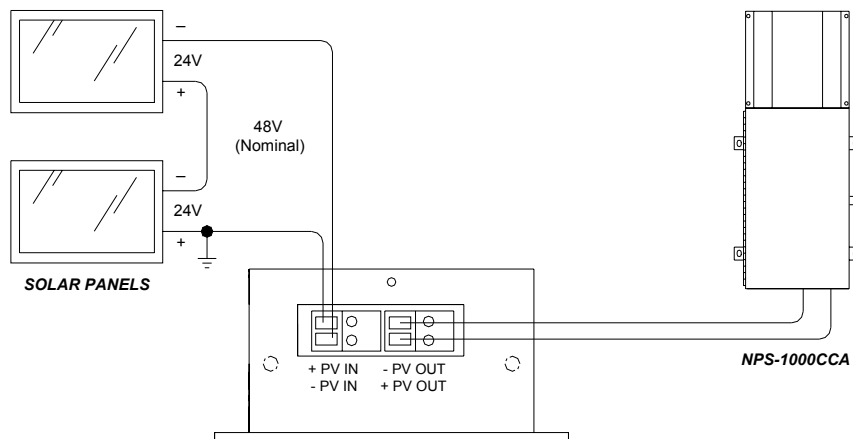 –
24V
+
48V
(Nominal)
–
24V
+
SOLAR PANELS
+ PV IN
- PV IN
- PV OUT
+ PV OUT
NPS-1000CCA